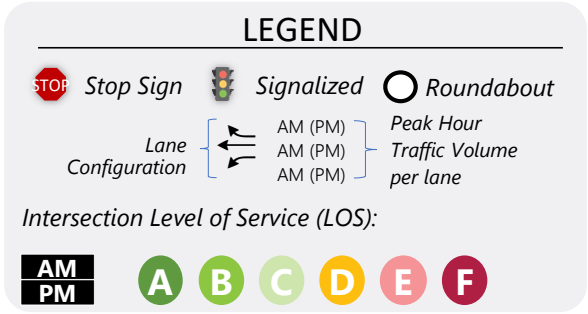 LEGEND
STOP Stop Sign Signalized Roundabout
Lane Configuration
AM (PM)
AM (PM)
AM (PM)
Peak Hour
Traffic Volume
per lane
Intersection Level of Service (LOS):
AM
PM
A B C D E F